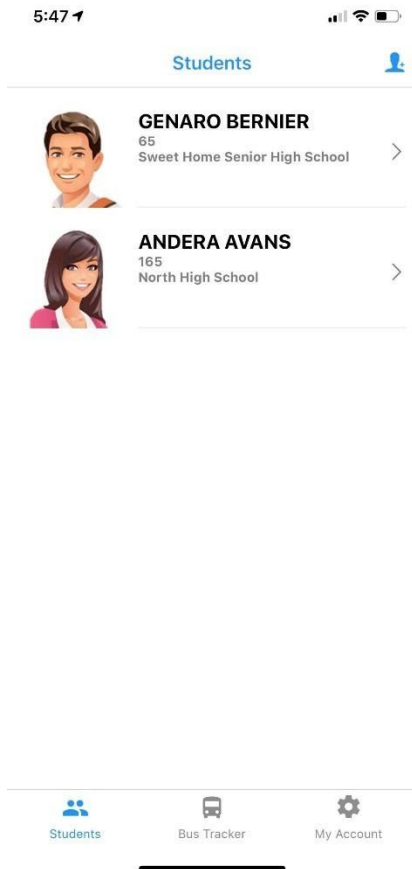 5:47
Students
GENARO BERNIER
65
Sweet Home Senior High School
ANDERA AVANS
165
North High School
Students
Bus Tracker
My Account